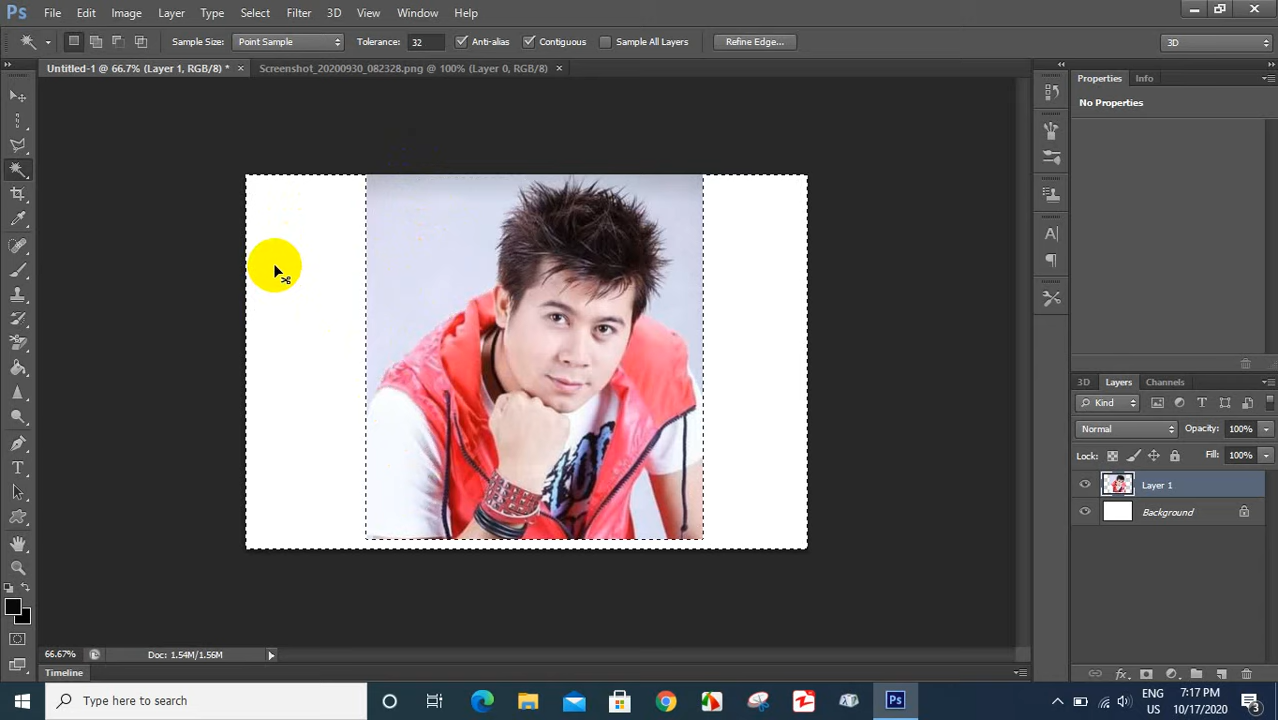 Ps File Edit Image Layer Type Select Filter 3D View Window Help
Sample Size: Point Sample Tolerance: 32 Anti-alias Contiguous Sample All Layers Refine Edge... 3D
Untitled-1 @ 66.7% (Layer 1, RGB/8) * × Screenshot_20200930_082328.png @ 100% (Layer 0, RGB/8) ×
Properties Info
No Properties
3D Layers Channels
Kind
Normal Opacity: 100%
Lock: Fill: 100%
Layer 1
Background
66.67% Doc: 1.54M/1.56M
Timeline
Type here to search
Ps
ENG
US
7:17 PM
10/17/2020
3